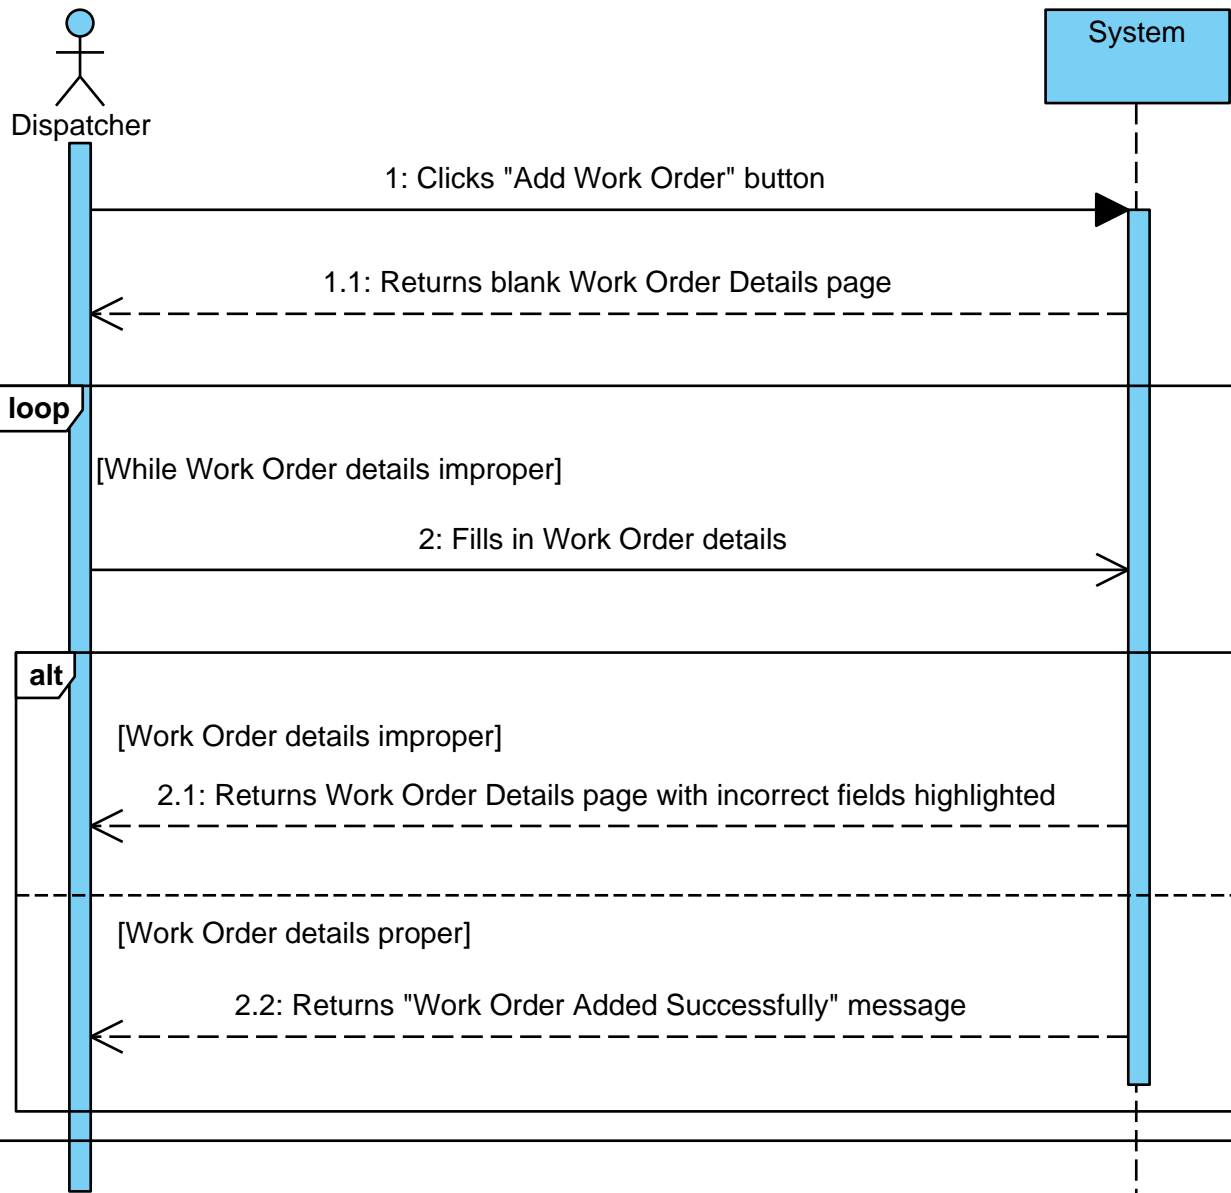 System
Dispatcher
1: Clicks "Add Work Order" button
1.1: Returns blank Work Order Details page
loop
[While Work Order details improper]
2: Fills in Work Order details
alt
[Work Order details improper]
2.1: Returns Work Order Details page with incorrect fields highlighted
[Work Order details proper]
2.2: Returns "Work Order Added Successfully" message